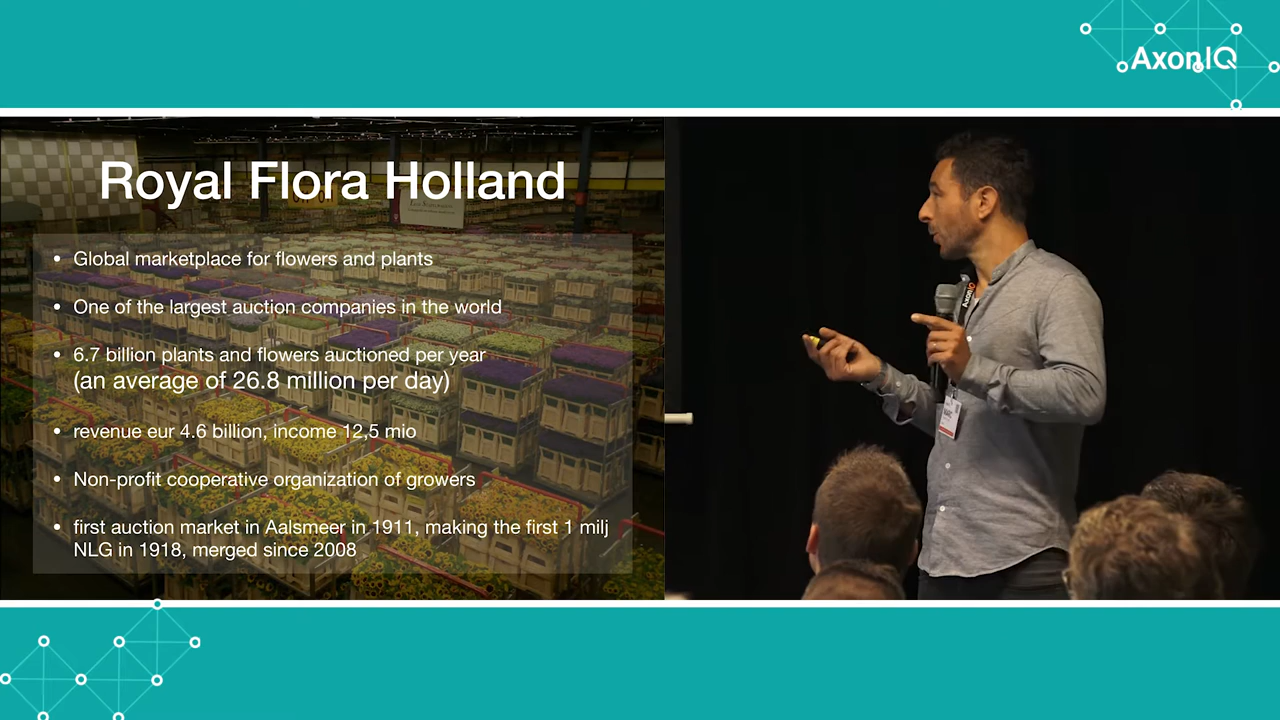 AxonIQ
Royal Flora Holland
• Global marketplace for flowers and plants
• One of the largest auction companies in the world
• 6.7 billion plants and flowers auctioned per year
(an average of 26.8 million per day)
• revenue eur 4.6 billion, income 12,5 mio
• Non-profit cooperative organization of growers
• first auction market in Aalsmeer in 1911, making the first 1 milj
NLG in 1918, merged since 2008
AxonIQ